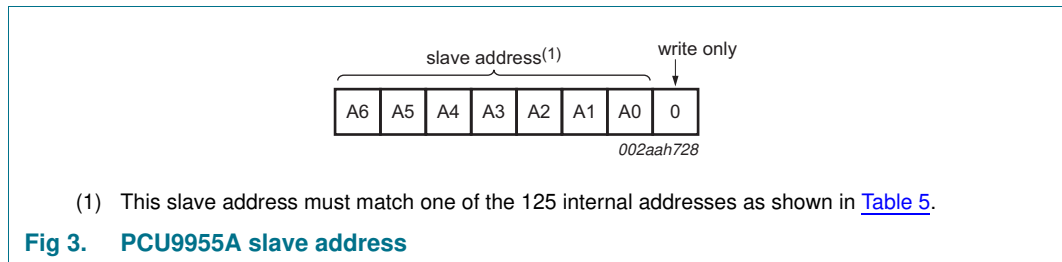 slave address(1)
write only
A6 A5 A4 A3 A2 A1 A0 0
002aah728
(1) This slave address must match one of the 125 internal addresses as shown in Table 5.
Fig 3. PCU9955A slave address